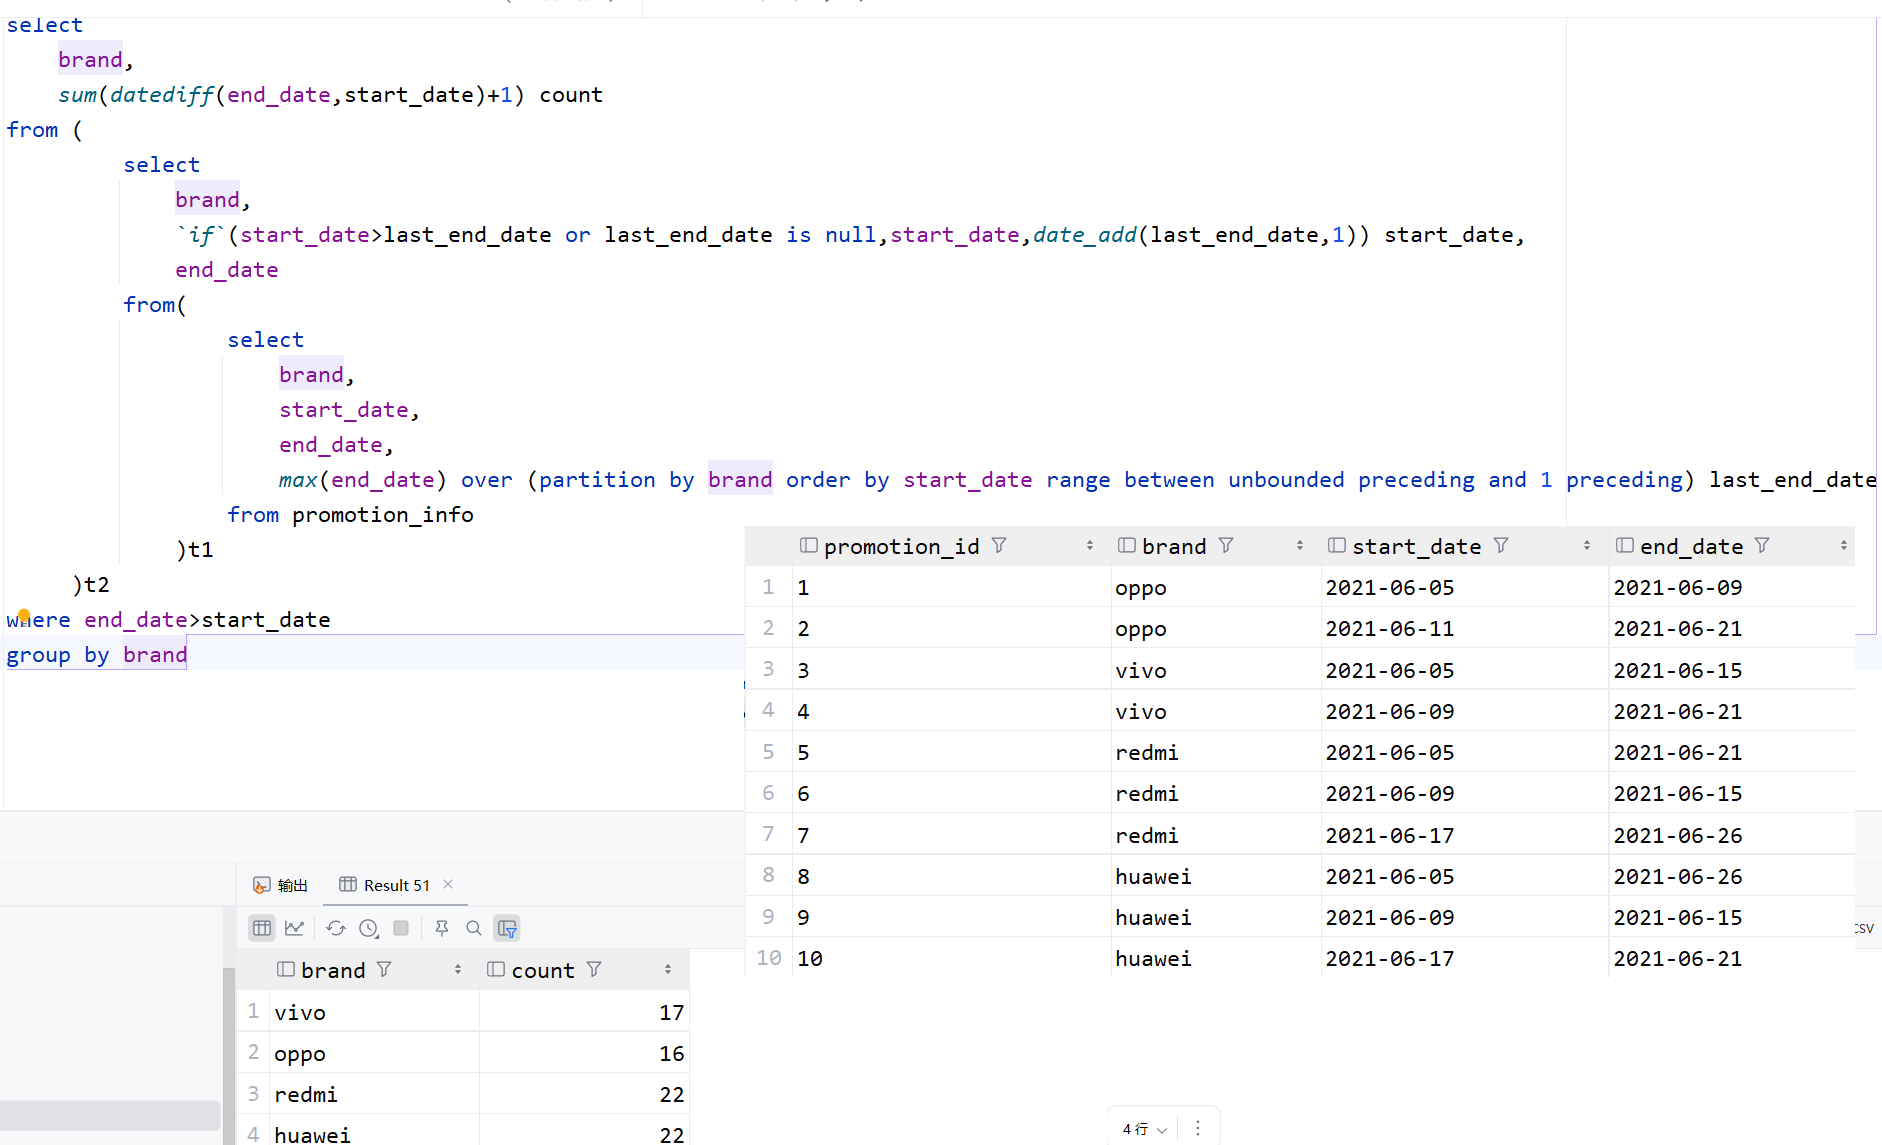 select
brand,
sum(datediff(end_date,start_date)+1) count
from (
select
brand,
`if`(start_date>last_end_date or last_end_date is null,start_date,date_add(last_end_date,1)) start_date,
end_date
from(
select
brand,
start_date,
end_date,
max(end_date) over (partition by brand order by start_date range between unbounded preceding and 1 preceding) last_end_date
from promotion_info
)t1
)t2
where end_date>start_date
group by brand
promotion_id brand start_date end_date
1 1 oppo 2021-06-05 2021-06-09
2 2 oppo 2021-06-11 2021-06-21
3 3 vivo 2021-06-05 2021-06-15
4 4 vivo 2021-06-09 2021-06-21
5 5 redmi 2021-06-05 2021-06-21
6 6 redmi 2021-06-09 2021-06-15
7 7 redmi 2021-06-17 2021-06-26
8 8 huawei 2021-06-05 2021-06-26
9 9 huawei 2021-06-09 2021-06-15
10 10 huawei 2021-06-17 2021-06-21
输出 Result 51
CSV
brand count
1 vivo 17
2 oppo 16
3 redmi 22
4 huawei 22
4 行